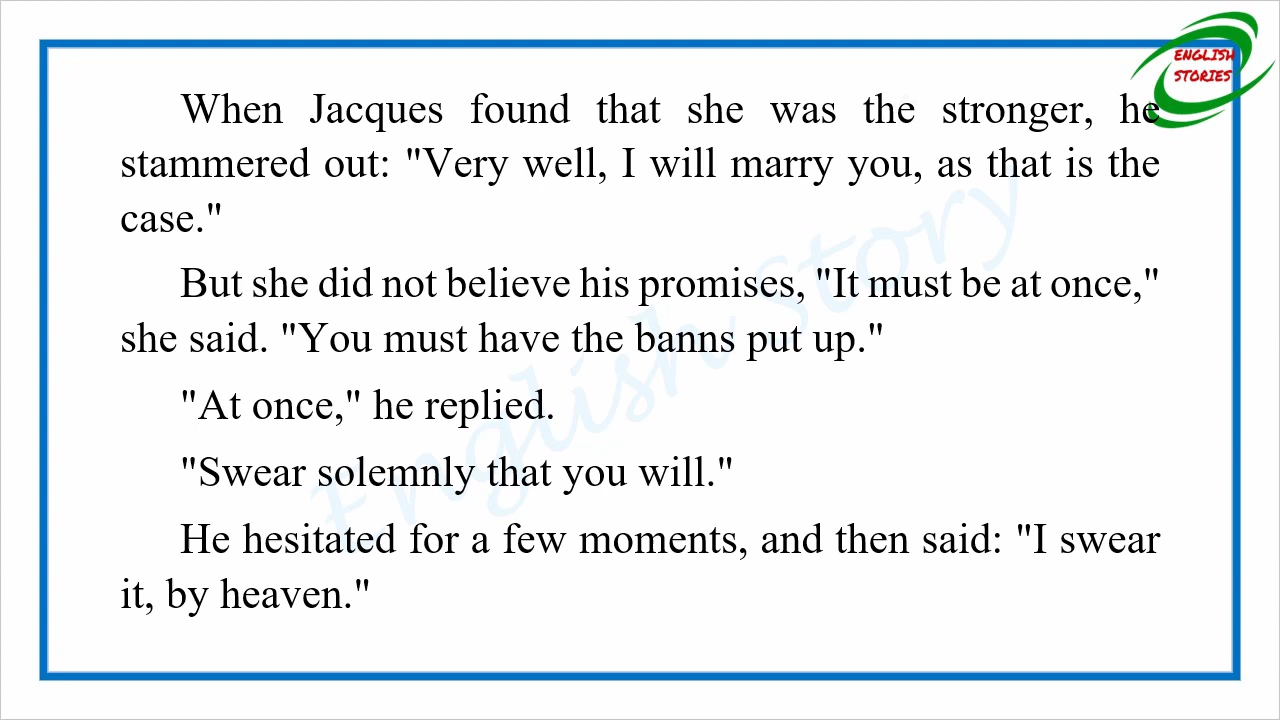 ENGLISH
STORIES
When Jacques found that she was the stronger, he
stammered out: "Very well, I will marry you, as that is the
case."
But she did not believe his promises, "It must be at once,"
she said. "You must have the banns put up."
"At once," he replied.
"Swear solemnly that you will."
He hesitated for a few moments, and then said: "I swear
it, by heaven."
English Story